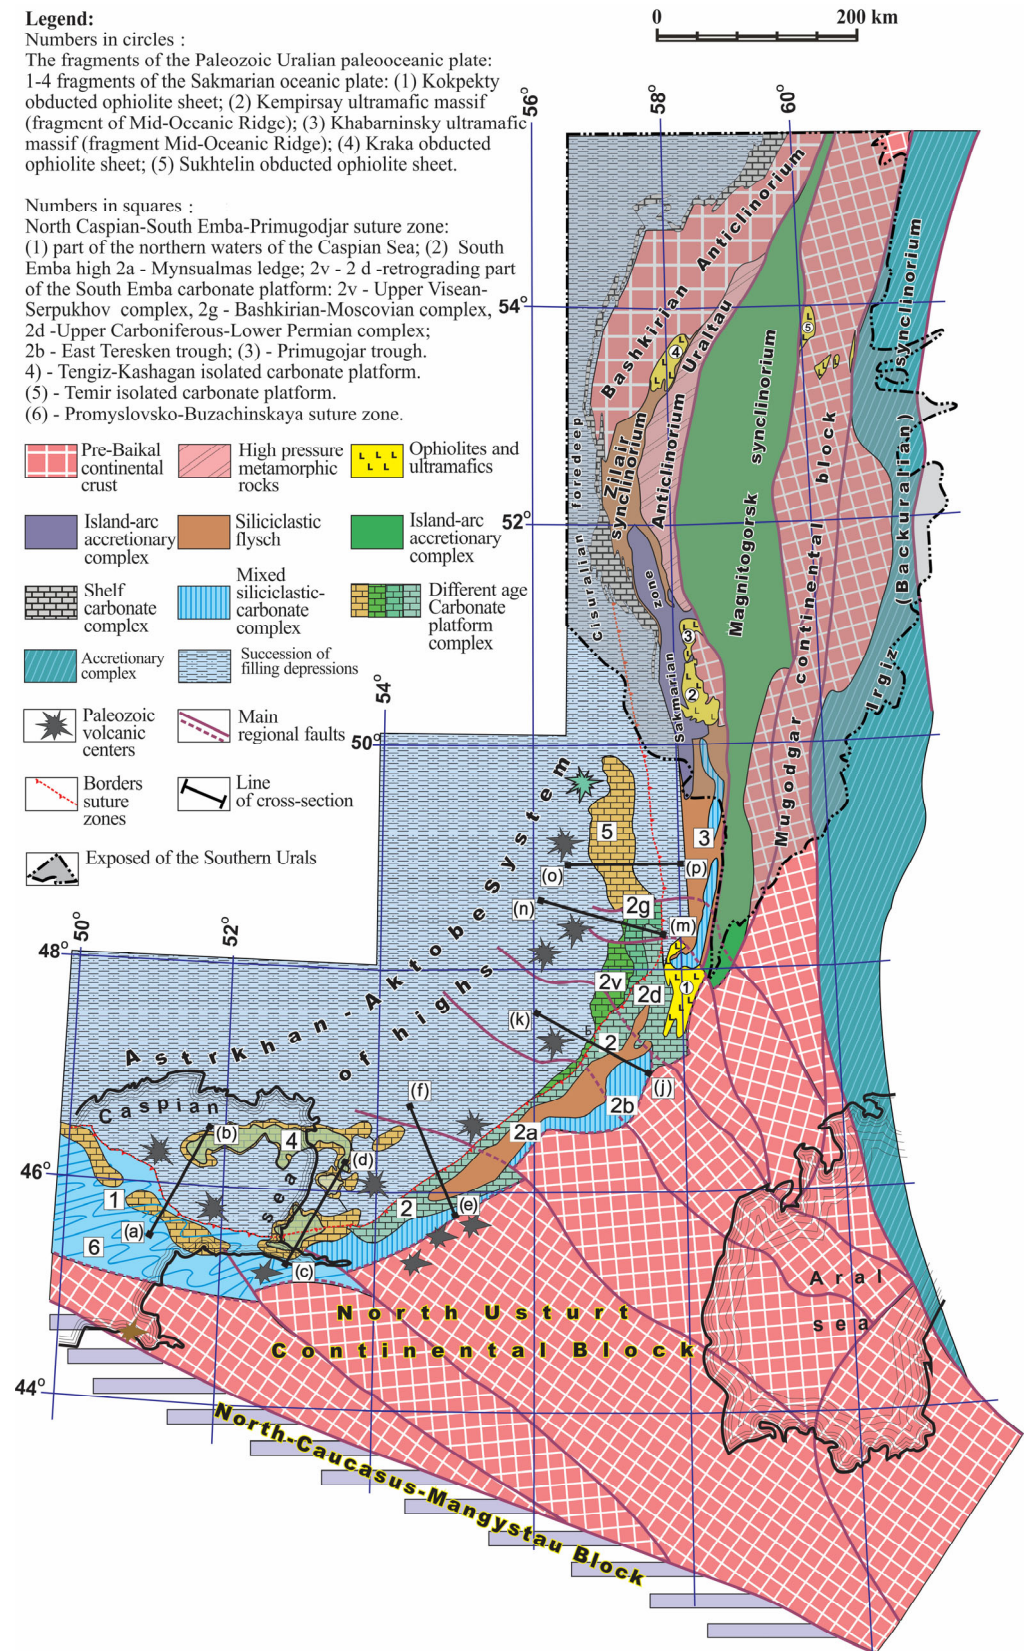 Legend:
Numbers in circles :
The fragments of the Paleozoic Uralian paleooceanic plate:
1-4 fragments of the Sakmarian oceanic plate: (1) Kokpekty
obducted ophiolite sheet; (2) Kempirsay ultramafic massif
(fragment of Mid-Oceanic Ridge); (3) Khabarninsky ultramafic
massif (fragment Mid-Oceanic Ridge); (4) Kraka obducted
ophiolite sheet; (5) Sukhtelin obducted ophiolite sheet.
Numbers in squares :
North Caspian-South Emba-Primugodjar suture zone:
(1) part of the northern waters of the Caspian Sea; (2) South
Emba high 2a - Mynsualmas ledge; 2v - 2 d -retrograding part
of the South Emba carbonate platform: 2v - Upper Visean-
Serpukhov complex, 2g - Bashkirian-Moscovian complex,
2d -Upper Carboniferous-Lower Permian complex;
2b - East Teresken trough; (3) - Primugojar trough.
4) - Tengiz-Kashagan isolated carbonate platform.
(5) - Temir isolated carbonate platform.
(6) - Promyslovsko-Buzachinskaya suture zone.
Pre-Baikal
continental
crust
High pressure
metamorphic
rocks
Ophiolites and
ultramafics
Island-arc
accretionary
complex
Siliciclastic
flysch
Island-arc
accretionary
complex
Shelf
carbonate
complex
Mixed
siliciclastic-
carbonate
complex
Different age
Carbonate
platform
complex
Accretionary
complex
Succession of
filling depressions
Paleozoic
volcanic
centers
Main
regional faults
Borders
suture
zones
Line
of cross-section
Exposed of the Southern Urals
0 200 km
56°
58°
60°
54°
52°
54°
50°
50°
52°
48°
46°
44°
Bashkirian Anticlinorium
Anticlinorium Uraltau
Zilair
synclinorium
Magnitogorsk synclinorium
Mugodgar continental block
Irgiz (Backuralian) synclinorium
Cisuralian foredeep
Sakmarian zone
Astrkhan-Aktobe System
of highs
Caspian
sea
Aral
sea
North Usturt
Continental Block
North-Caucasus-Mangystau Block
4
5
3
2
1
5
3
2g
2v
2d
2
2b
2a
2
4
1
6
(o)
(p)
(n)
(m)
(k)
(j)
(f)
(e)
(b)
(d)
(a)
(c)